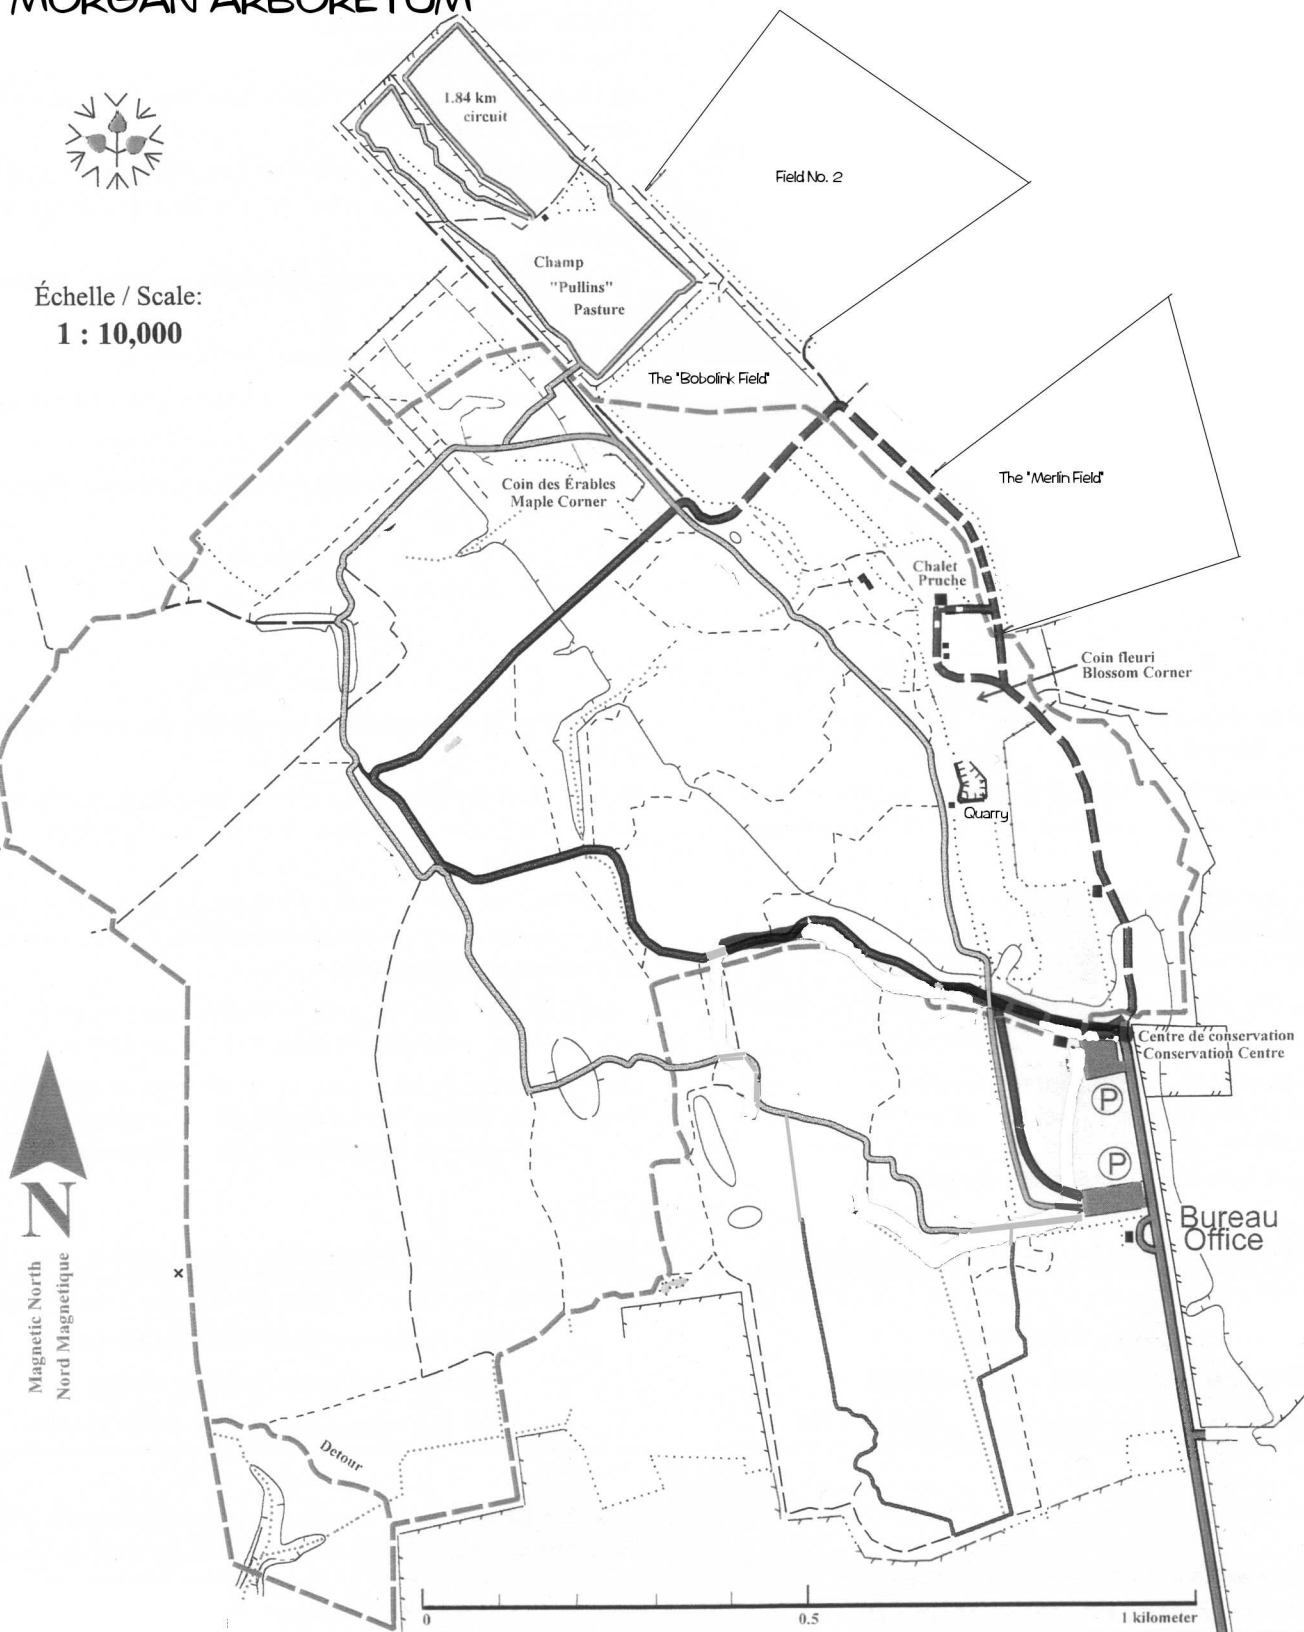 MORGAN ARBORETUM
1.84 km
circuit
Field No. 2
Échelle / Scale:
1 : 10,000
Champ
"Pullins"
Pasture
The "Bobolink Field"
The "Merlin Field"
Coin des Érables
Maple Corner
Chalet
Pruche
Coin fleuri
Blossom Corner
Quarry
Centre de conservation
Conservation Centre
P
P
N
Magnetic North
Nord Magnetique
Bureau
Office
Detour
0
0.5
1 kilometer